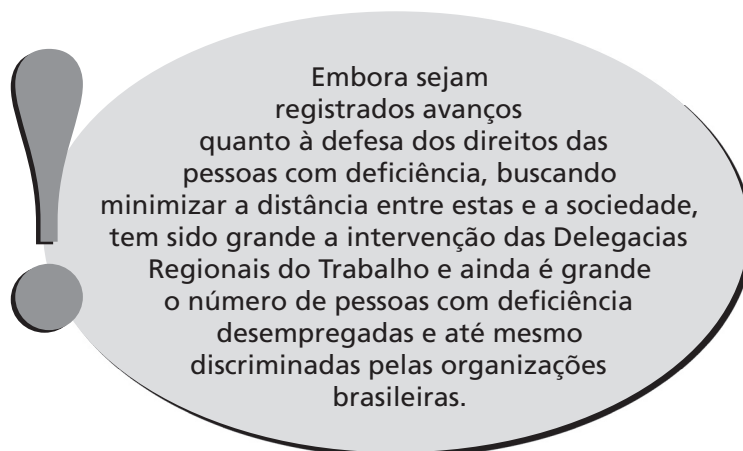 Embora sejam
registrados avanços
quanto à defesa dos direitos das
pessoas com deficiência, buscando
minimizar a distância entre estas e a sociedade,
tem sido grande a intervenção das Delegacias
Regionais do Trabalho e ainda é grande
o número de pessoas com deficiência
desempregadas e até mesmo
discriminadas pelas organizações
brasileiras.